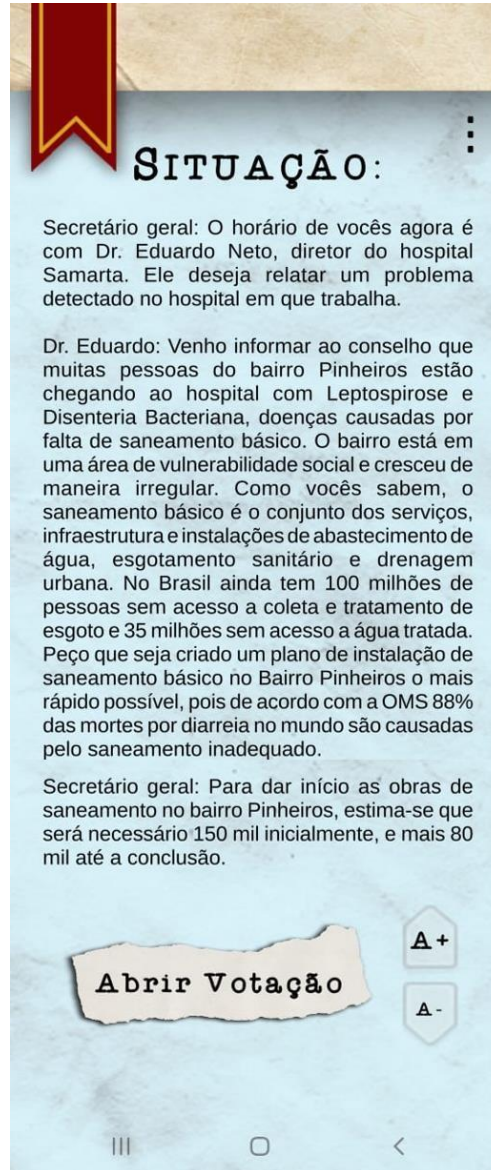 SITUAÇÃO:
Secretário geral: O horário de vocês agora é
com Dr. Eduardo Neto, diretor do hospital
Samarta. Ele deseja relatar um problema
detectado no hospital em que trabalha.
Dr. Eduardo: Venho informar ao conselho que
muitas pessoas do bairro Pinheiros estão
chegando ao hospital com Leptospirose e
Disenteria Bacteriana, doenças causadas por
falta de saneamento básico. O bairro está em
uma área de vulnerabilidade social e cresceu de
maneira irregular. Como vocês sabem, o
saneamento básico é o conjunto dos serviços,
infraestrutura e instalações de abastecimento de
água, esgotamento sanitário e drenagem
urbana. No Brasil ainda tem 100 milhões de
pessoas sem acesso a coleta e tratamento de
esgoto e 35 milhões sem acesso a água tratada.
Peço que seja criado um plano de instalação de
saneamento básico no Bairro Pinheiros o mais
rápido possível, pois de acordo com a OMS 88%
das mortes por diarreia no mundo são causadas
pelo saneamento inadequado.
Secretário geral: Para dar início as obras de
saneamento no bairro Pinheiros, estima-se que
será necessário 150 mil inicialmente, e mais 80
mil até a conclusão.
A+
Abrir Votação
A-